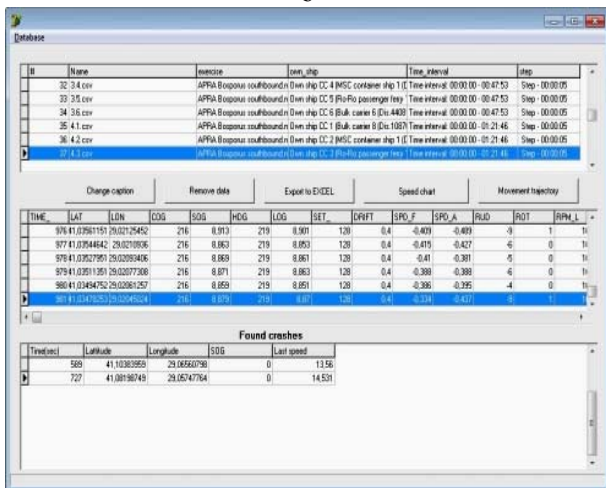 Database
# Name exercise own_ship Time_interval step
32 3.4.csv APRA Bosporus southbound.n Own ship CC 4 (MSC container ship 1 (D Time interval: 00:00:00 - 00:47:53 Step - 00:00:05
33 3.5.csv APRA Bosporus southbound.n Own ship CC 5 (Ro-Ro passenger ferry Time interval: 00:00:00 - 00:47:53 Step - 00:00:05
34 3.6.csv APRA Bosporus southbound.n Own ship CC 6 (Bulk carrier 6 (Dis.4408 Time interval: 00:00:00 - 00:47:53 Step - 00:00:05
35 4.1.csv APRA Bosporus southbound.n Own ship CC 1 (Bulk carrier 8 (Dis.1087 Time interval: 00:00:00 - 01:21:46 Step - 00:00:05
36 4.2.csv APRA Bosporus southbound.n Own ship CC 2 (MSC container ship 1 (D Time interval: 00:00:00 - 01:21:46 Step - 00:00:05
37 4.3.csv APRA Bosporus southbound.n Own ship CC 3 (Ro-Ro passenger ferry Time interval: 00:00:00 - 01:21:46 Step - 00:00:05
Change caption Remove data Export to EXCEL Speed chart Movement trajectory
TIME_ LAT LON COG SOG HDG LOG SET_ DRIFT SPD_F SPD_A RUD ROT RPM_L
976 41,03561151 29,02125452 216 8,913 219 8,901 128 0,4 -0,409 -0,489 -9 1
977 41,03544642 29,0210936 216 8,863 219 8,853 128 0,4 -0,415 -0,427 -6 0
978 41,03527951 29,02093406 216 8,869 219 8,861 128 0,4 -0,41 -0,381 -5 0
979 41,03511351 29,02077308 216 8,871 219 8,863 128 0,4 -0,388 -0,388 -6 0
980 41,03494752 29,02061257 216 8,859 219 8,851 128 0,4 -0,386 -0,395 -4 0
981 41,03478253 29,02045024 216 8,879 219 8,87 128 0,4 -0,334 -0,437 -8 1
Found crashes
Time(sec) Latitude Longitude SOG Last speed
589 41,10383959 29,06560798 0 13,56
727 41,08198749 29,05747764 0 14,531